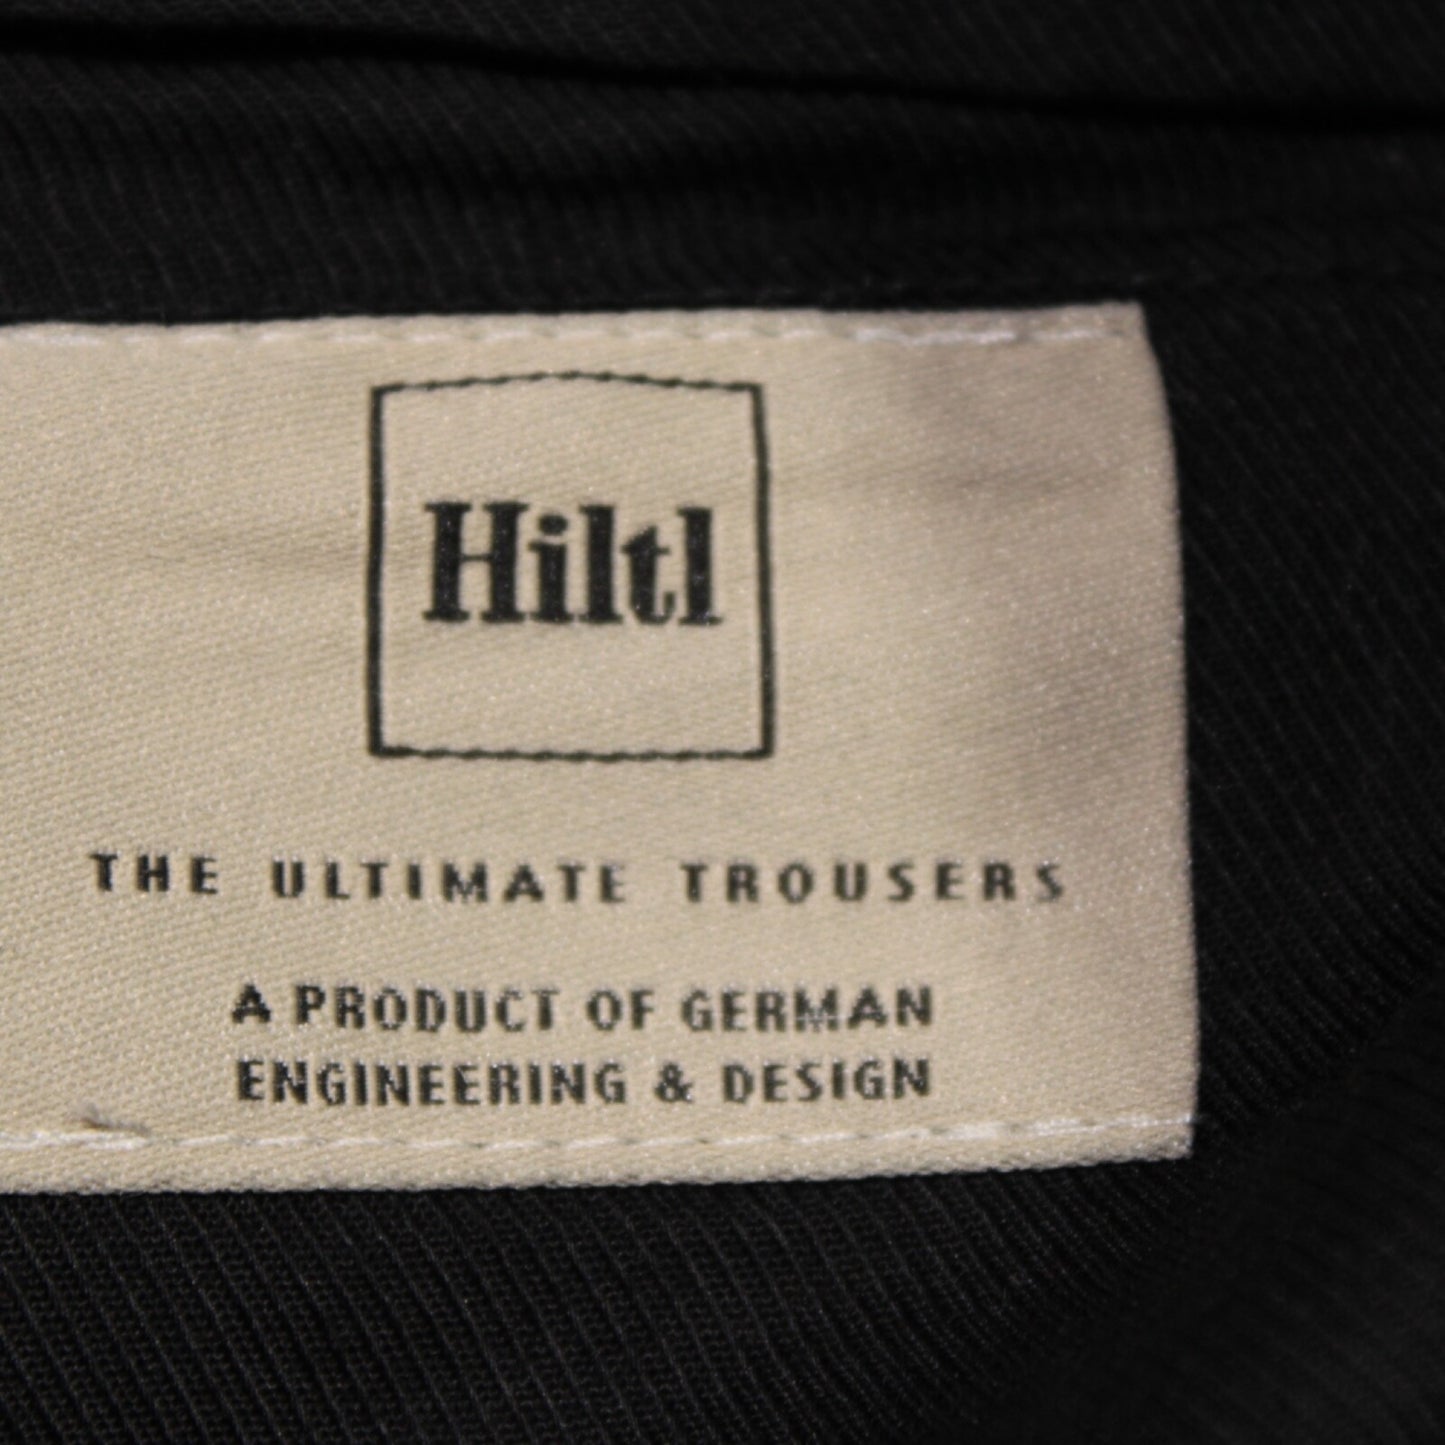 Hiltl
THE ULTIMATE TROUSERS
A PRODUCT OF GERMAN
ENGINEERING & DESIGN